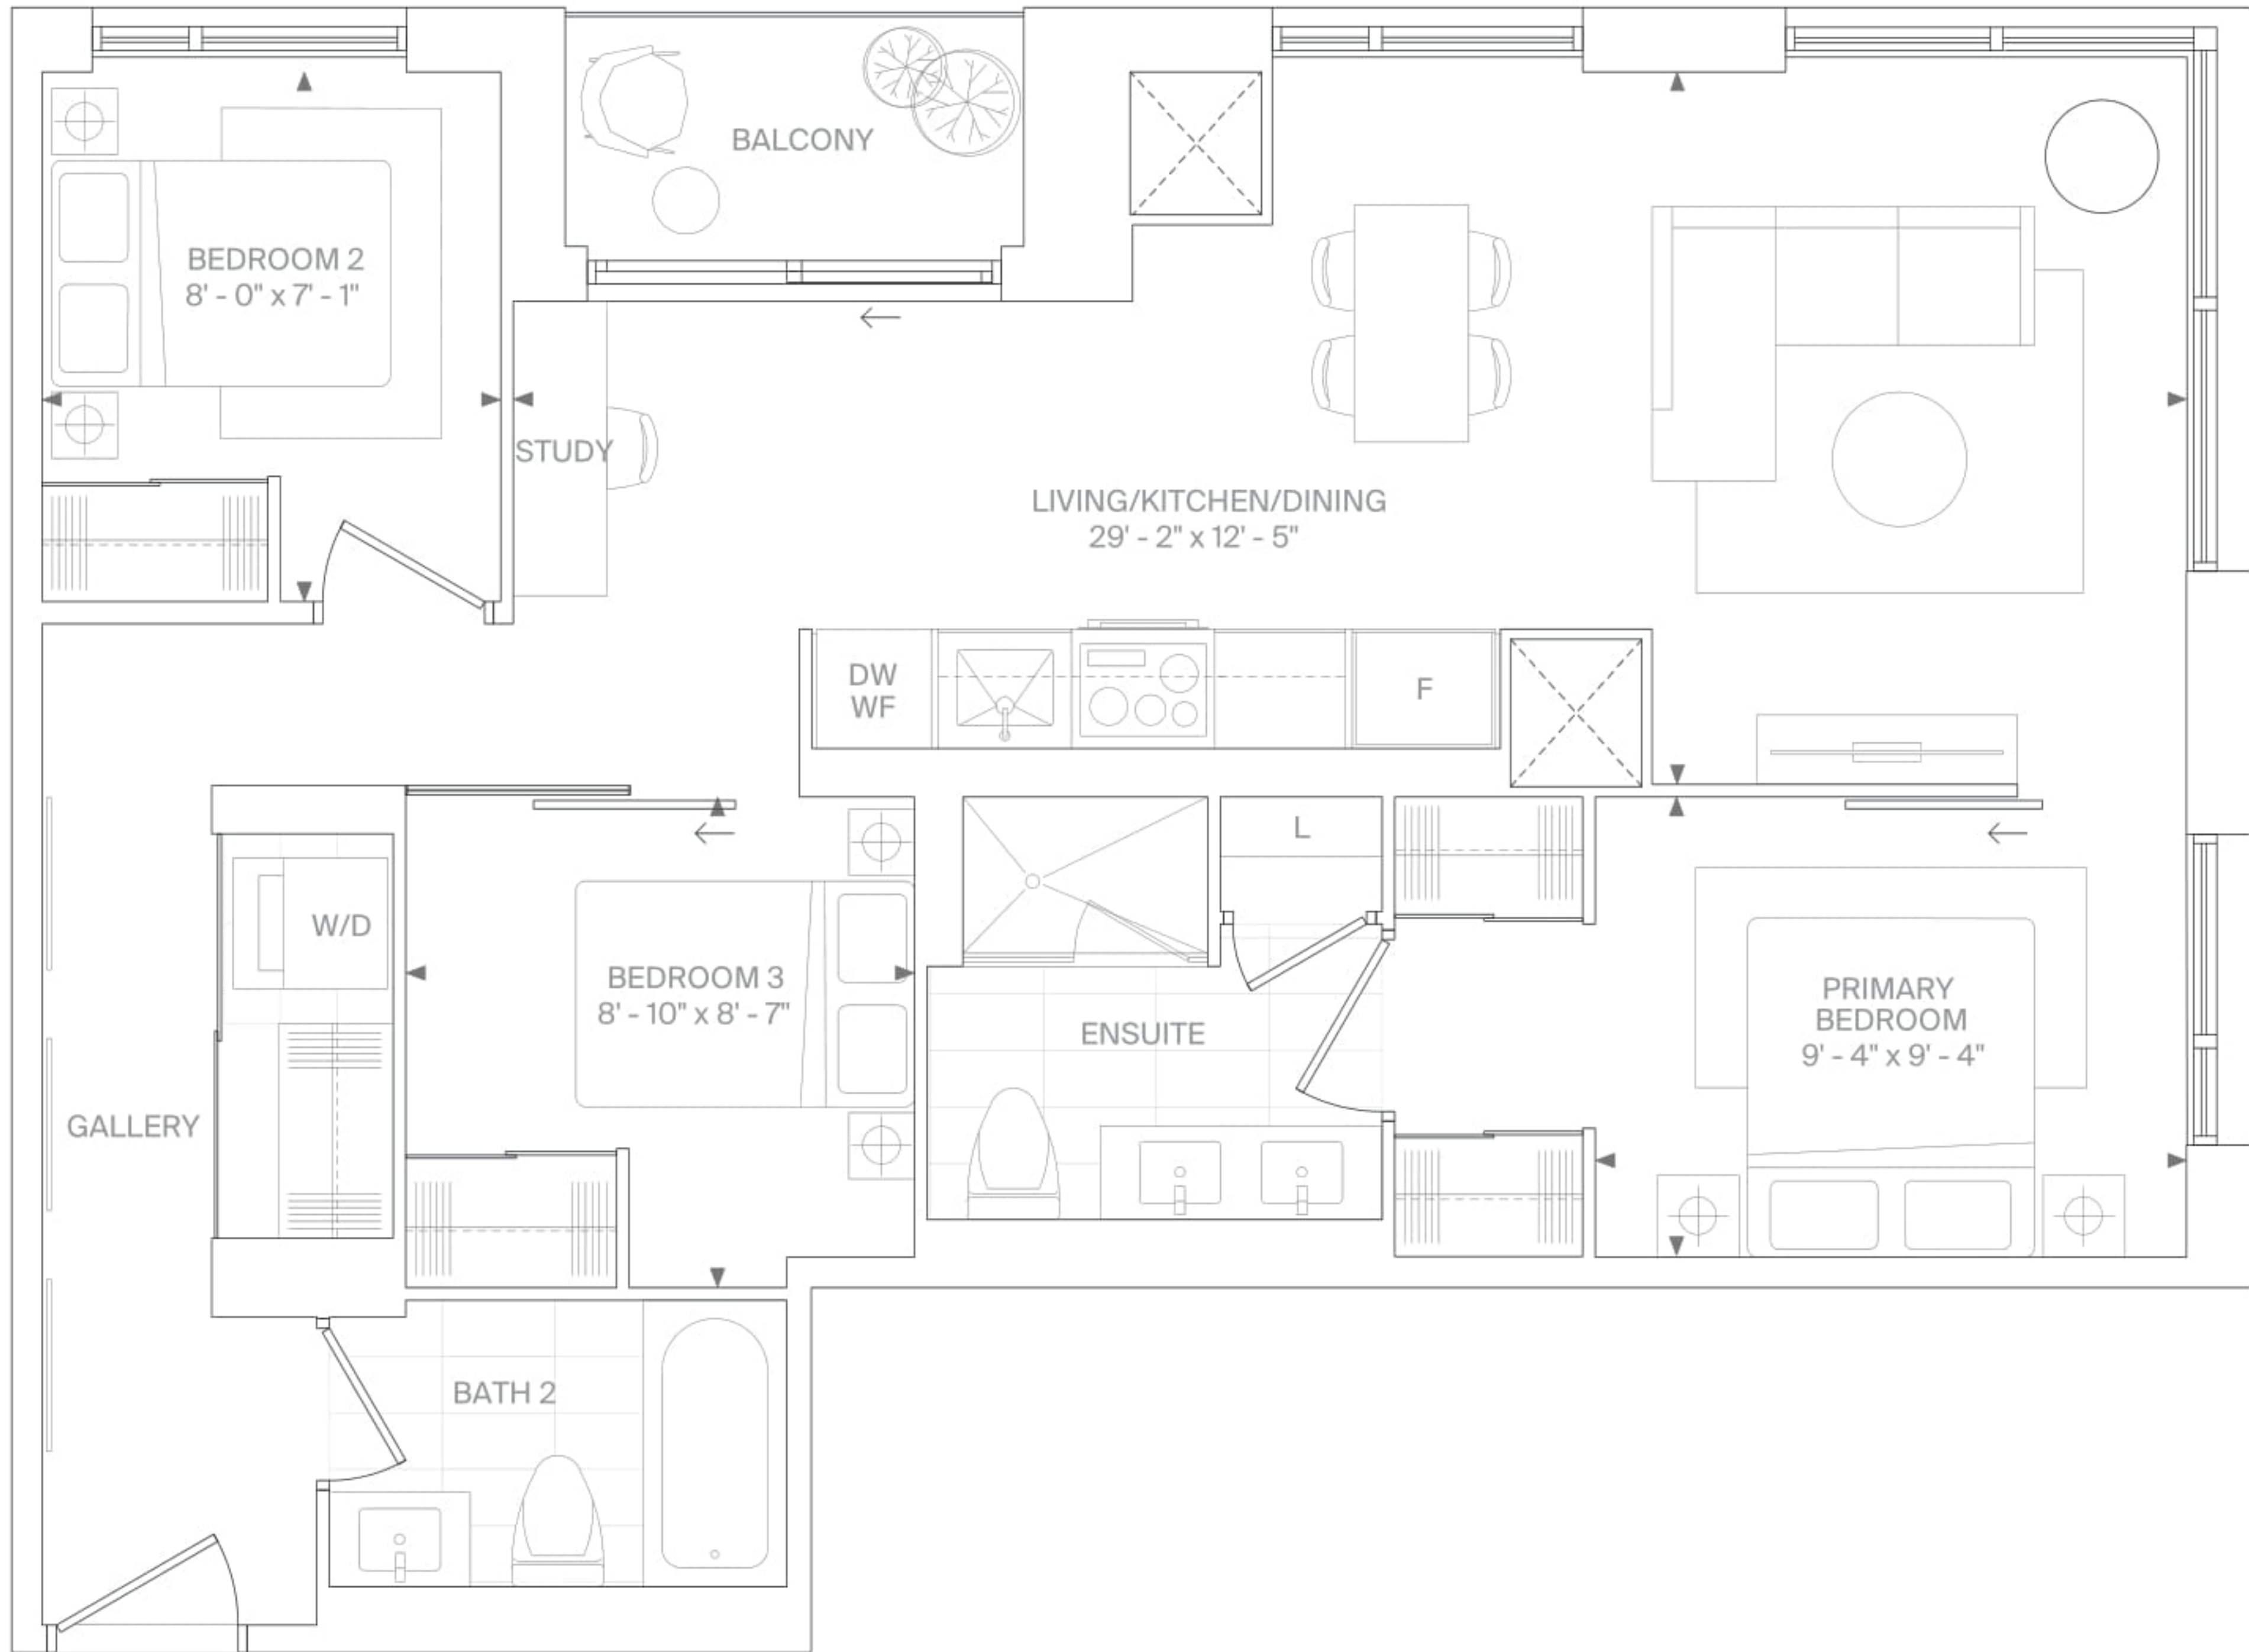 BALCONY
BEDROOM 2
8' - 0" x 7' - 1"
STUDY
LIVING/KITCHEN/DINING
29' - 2" x 12' - 5"
DW
WF
F
L
W/D
BEDROOM 3
8' - 10" x 8' - 7"
ENSUITE
PRIMARY
BEDROOM
9' - 4" x 9' - 4"
GALLERY
BATH 2